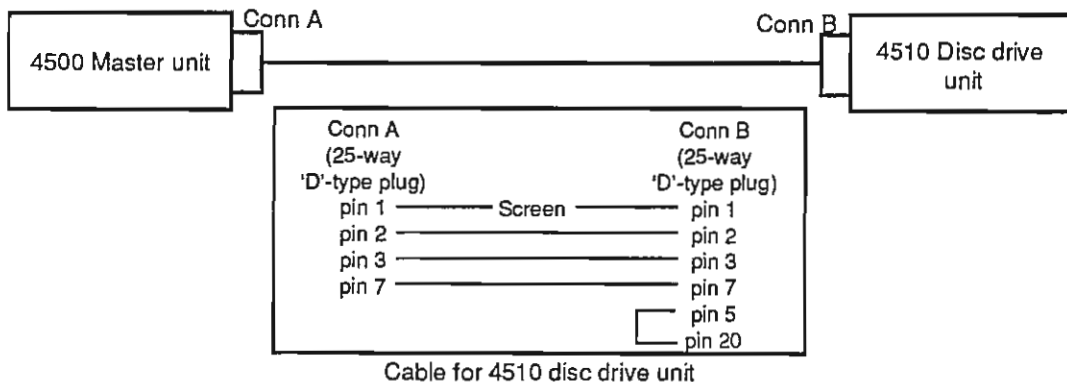 Conn A
Conn B
4500 Master unit
4510 Disc drive
unit
Conn A
(25-way
'D'-type plug)
Conn B
(25-way
'D'-type plug)
pin 1 Screen pin 1
pin 2 pin 2
pin 3 pin 3
pin 7 pin 7
pin 5
pin 20
Cable for 4510 disc drive unit